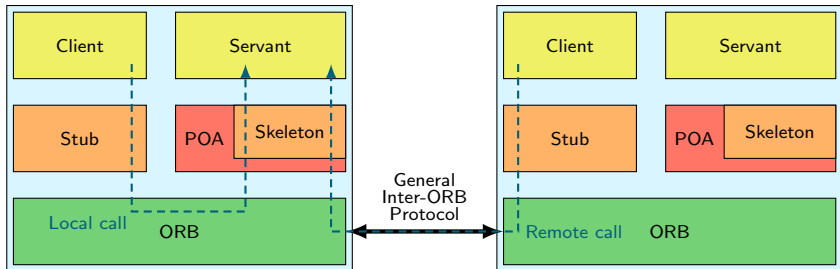 Client
Servant
Stub
POA
Skeleton
Local call
ORB
General
Inter-ORB
Protocol
Client
Servant
Stub
POA
Skeleton
Remote call
ORB